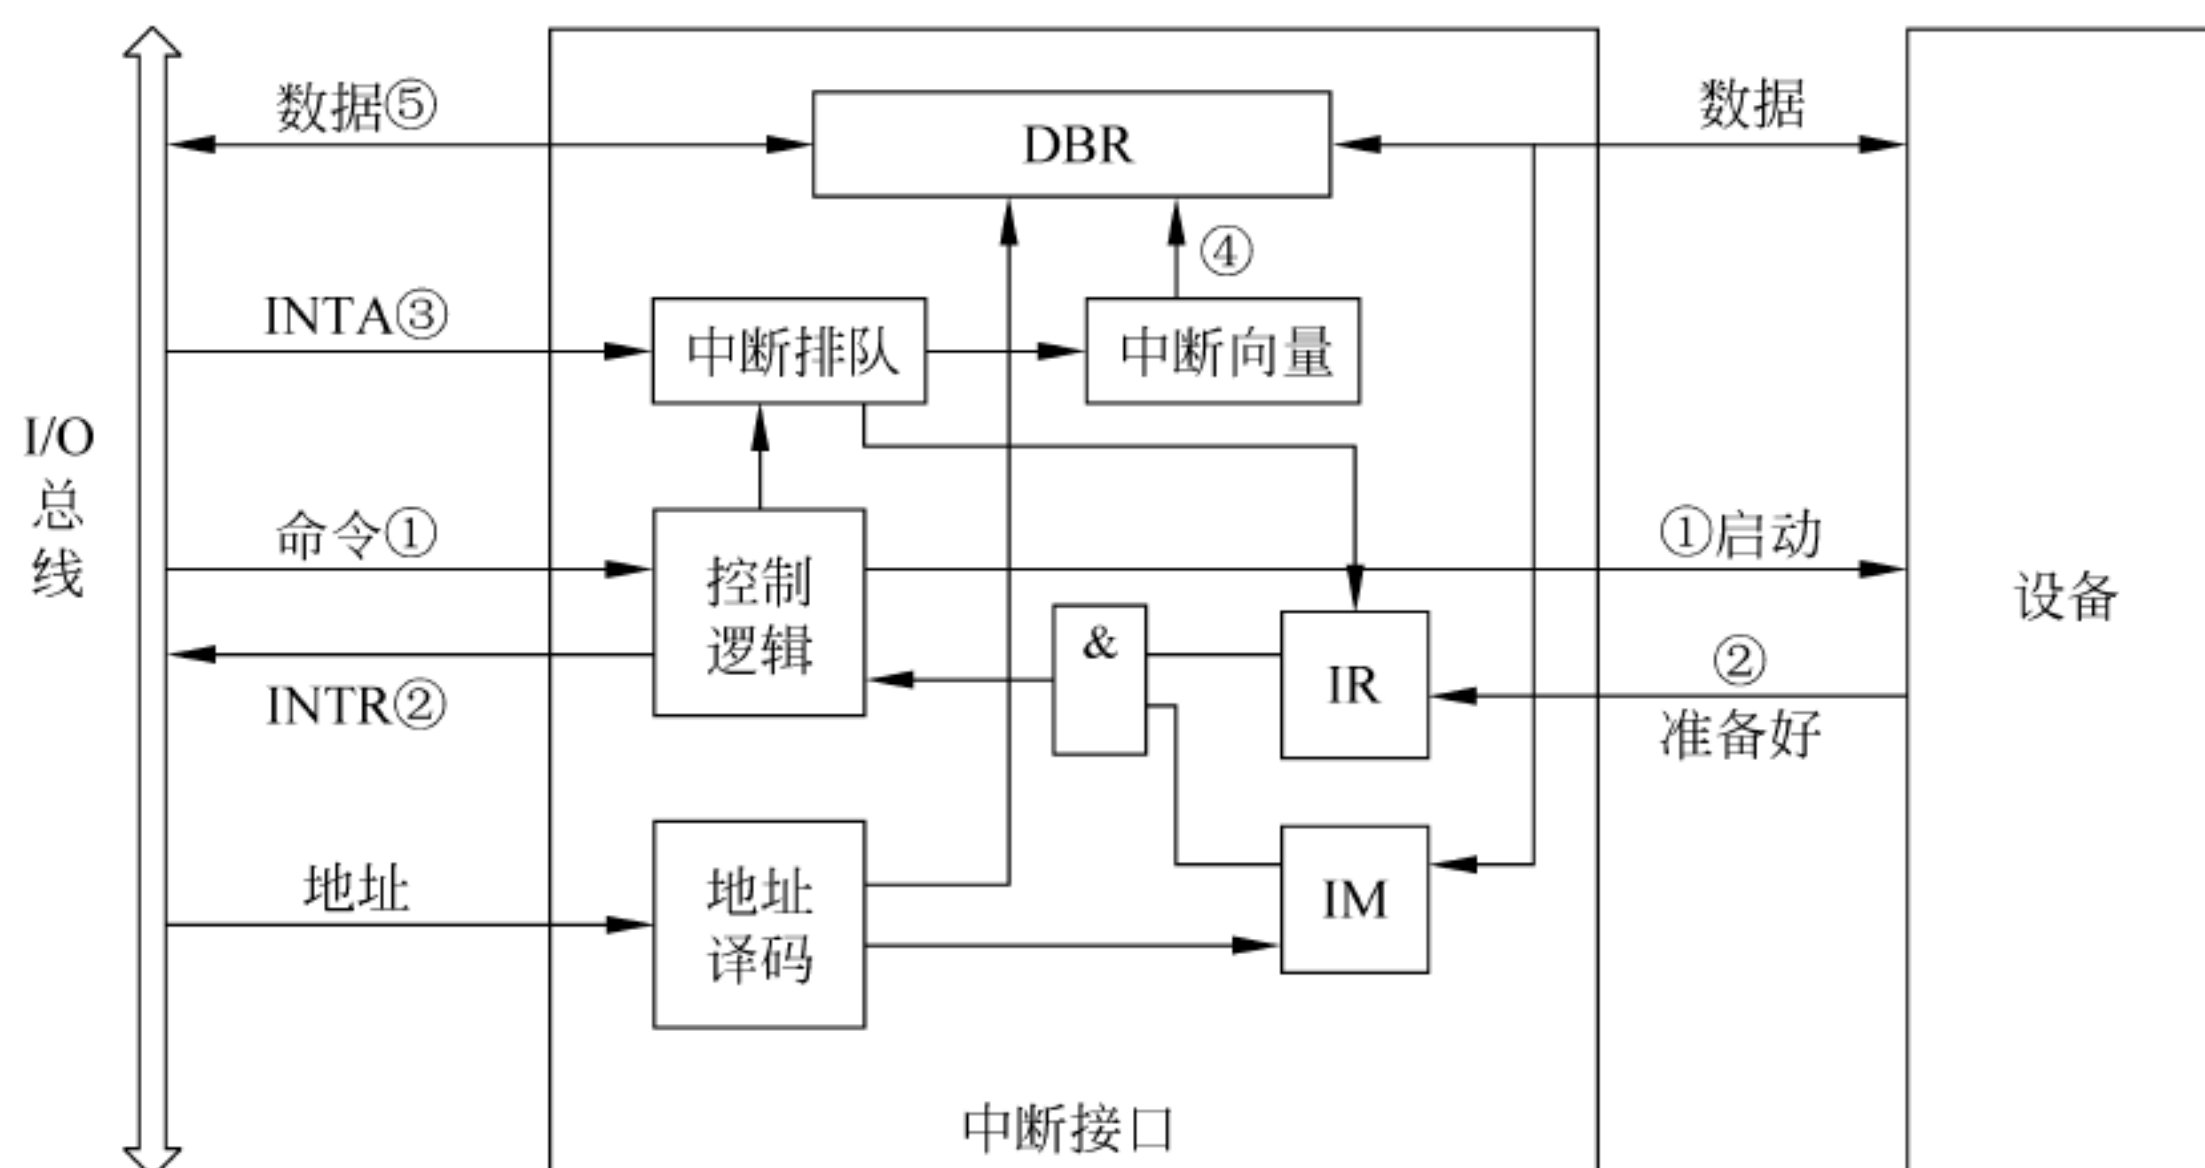 数据⑤
DBR
数据
④
INTA③
中断排队
中断向量
I/O
总
线
命令①
控制
逻辑
①启动
设备
&
IR
②
准备好
INTR②
地址
地址
译码
IM
中断接口